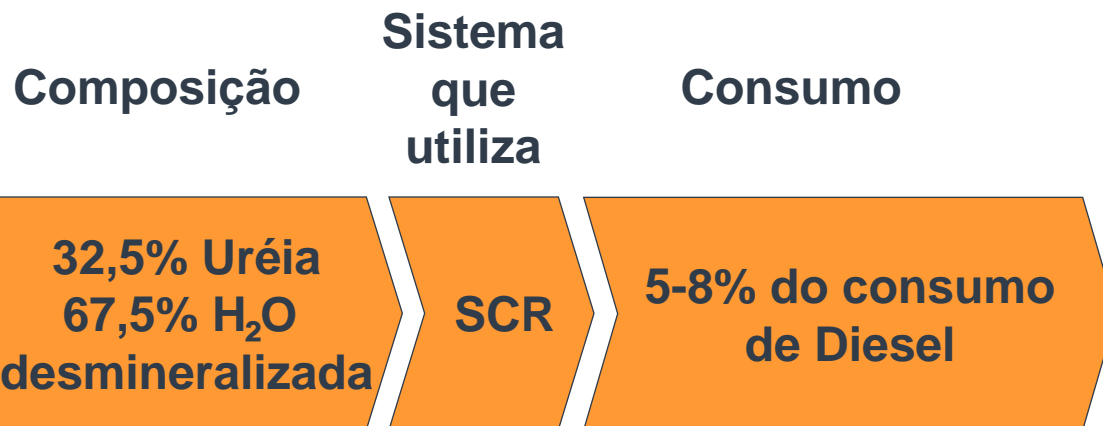 Composição
Sistema
que
utiliza
Consumo
32,5% Uréia
67,5% H₂O
desmineralizada
SCR
5-8% do consumo
de Diesel